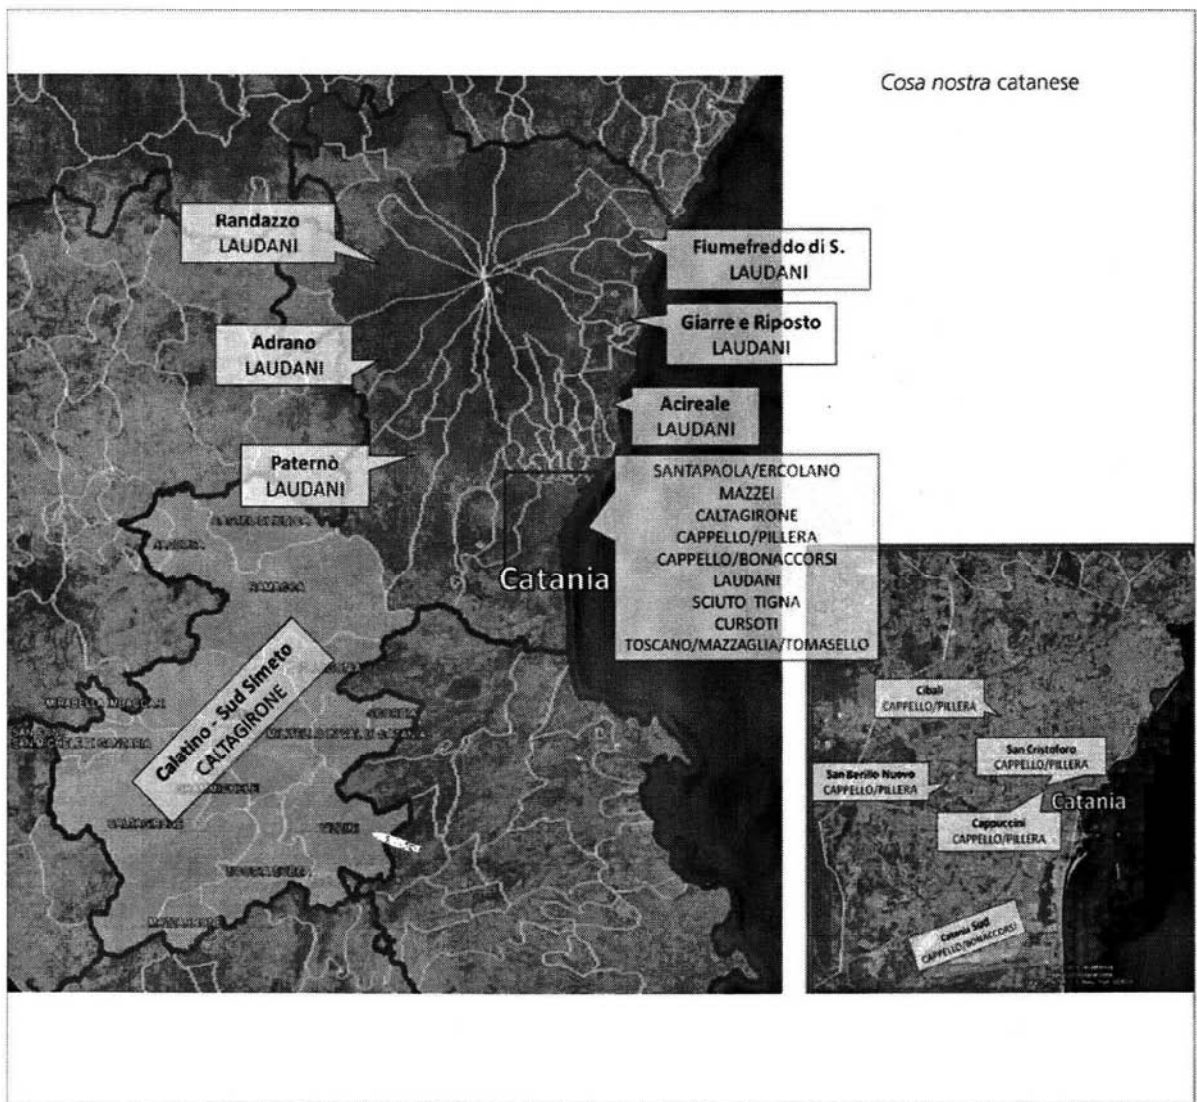 Cosa nostra catanese
Randazzo
LAUDANI
Fiumefreddo di S.
LAUDANI
Giarre e Riposto
LAUDANI
Adrano
LAUDANI
Acireale
LAUDANI
Paternò
LAUDANI
SANTAPAOLA/ERCOLANO
MAZZEI
CALTAGIRONE
CAPPELLO/PILLERA
CAPPELLO/BONACCORSI
LAUDANI
SCIUTO TIGNA
CURSOTI
TOSCANO/MAZZAGLIA/TOMASELLO
Catania
RAMACCA
Calatino - Sud Simeto
CALTAGIRONE
CALTAGIRONE
VIZZINI
Cibali
CAPPELLO/PILLERA
San Cristoforo
CAPPELLO/PILLERA
San Berillo Nuovo
CAPPELLO/PILLERA
Catania
Cappuccini
CAPPELLO/PILLERA
Catania Sud
CAPPELLO/BONACCORSI